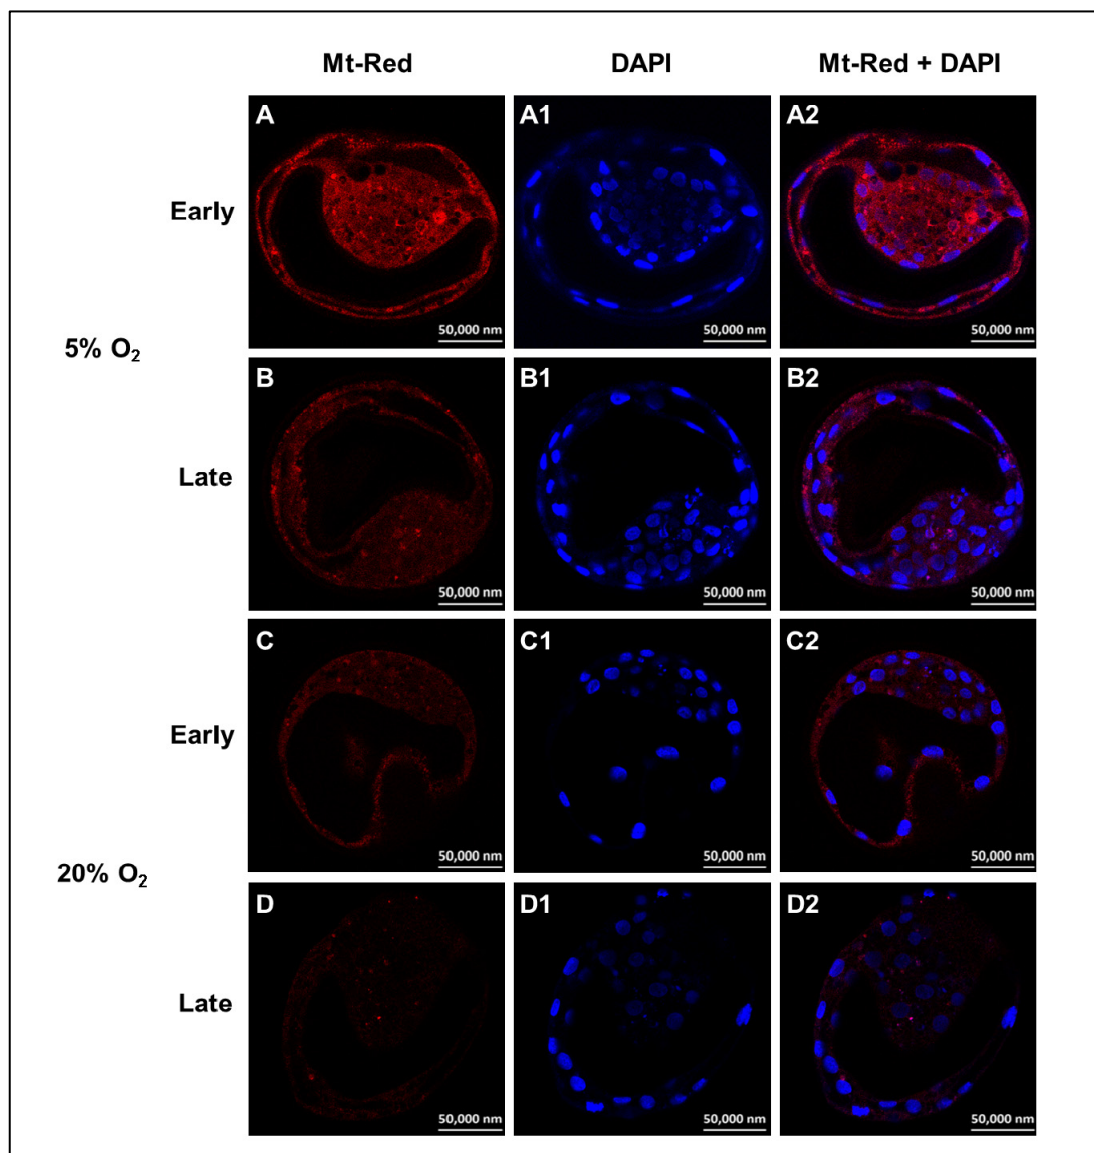 Mt-Red DAPI Mt-Red + DAPI
A A1 A2
Early
50,000 nm 50,000 nm 50,000 nm
5% O₂
B B1 B2
Late
50,000 nm 50,000 nm 50,000 nm
C C1 C2
Early
50,000 nm 50,000 nm 50,000 nm
20% O₂
D D1 D2
Late
50,000 nm 50,000 nm 50,000 nm